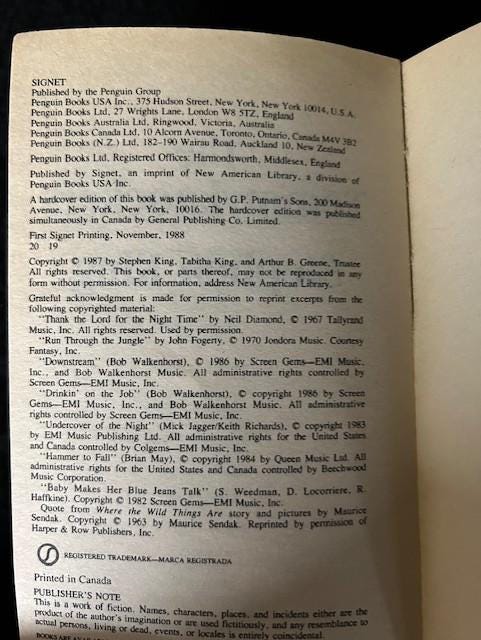 SIGNET
Published by the Penguin Group
Penguin Books USA Inc., 375 Hudson Street, New York, New York 10014, U.S.A.
Penguin Books Ltd, 27 Wrights Lane, London W8 5TZ, England
Penguin Books Australia Ltd, Ringwood, Victoria, Australia
Penguin Books Canada Ltd, 10 Alcorn Avenue, Toronto, Ontario, Canada M4V 3B2
Penguin Books (N.Z.) Ltd, 182–190 Wairau Road, Auckland 10, New Zealand
Penguin Books Ltd, Registered Offices: Harmondsworth, Middlesex, England
Published by Signet, an imprint of New American Library, a division of
Penguin Books USA Inc.
A hardcover edition of this book was published by G.P. Putnam's Sons, 200 Madison
Avenue, New York, New York, 10016. The hardcover edition was published
simultaneously in Canada by General Publishing Co. Limited.
First Signet Printing, November, 1988
20 19
Copyright © 1987 by Stephen King, Tabitha King, and Arthur B. Greene, Trustee
All rights reserved. This book, or parts thereof, may not be reproduced in any
form without permission. For information, address New American Library.
Grateful acknowledgment is made for permission to reprint excerpts from the
following copyrighted material:
"Thank the Lord for the Night Time" by Neil Diamond, © 1967 Tallyrand
Music, Inc. All rights reserved. Used by permission.
"Run Through the Jungle" by John Fogerty, © 1970 Jondora Music. Courtesy
Fantasy, Inc.
"Downstream" (Bob Walkenhorst), © 1986 by Screen Gems—EMI Music,
Inc., and Bob Walkenhorst Music. All administrative rights controlled by
Screen Gems—EMI Music, Inc.
"Drinkin' on the Job" (Bob Walkenhorst), © copyright 1986 by Screen
Gems—EMI Music, Inc., and Bob Walkenhorst Music. All administrative
rights controlled by Screen Gems—EMI Music, Inc.
"Undercover of the Night" (Mick Jagger/Keith Richards), © copyright 1983
by EMI Music Publishing Ltd. All administrative rights for the United States
and Canada controlled by Colgems—EMI Music, Inc.
"Hammer to Fall" (Brian May), © copyright 1984 by Queen Music Ltd. All
administrative rights for the United States and Canada controlled by Beechwood
Music Corporation.
"Baby Makes Her Blue Jeans Talk" (S. Weedman, D. Locorriere, R.
Haffkine). Copyright © 1982 Screen Gems—EMI Music, Inc.
Quote from Where the Wild Things Are story and pictures by Maurice
Sendak. Copyright © 1963 by Maurice Sendak. Reprinted by permission of
Harper & Row Publishers, Inc.
REGISTERED TRADEMARK—MARCA REGISTRADA
Printed in Canada
PUBLISHER'S NOTE
This is a work of fiction. Names, characters, places, and incidents either are the
product of the author's imagination or are used fictitiously, and any resemblance to
actual persons, living or dead, events, or locales is entirely coincidental.
BOOKS ARE